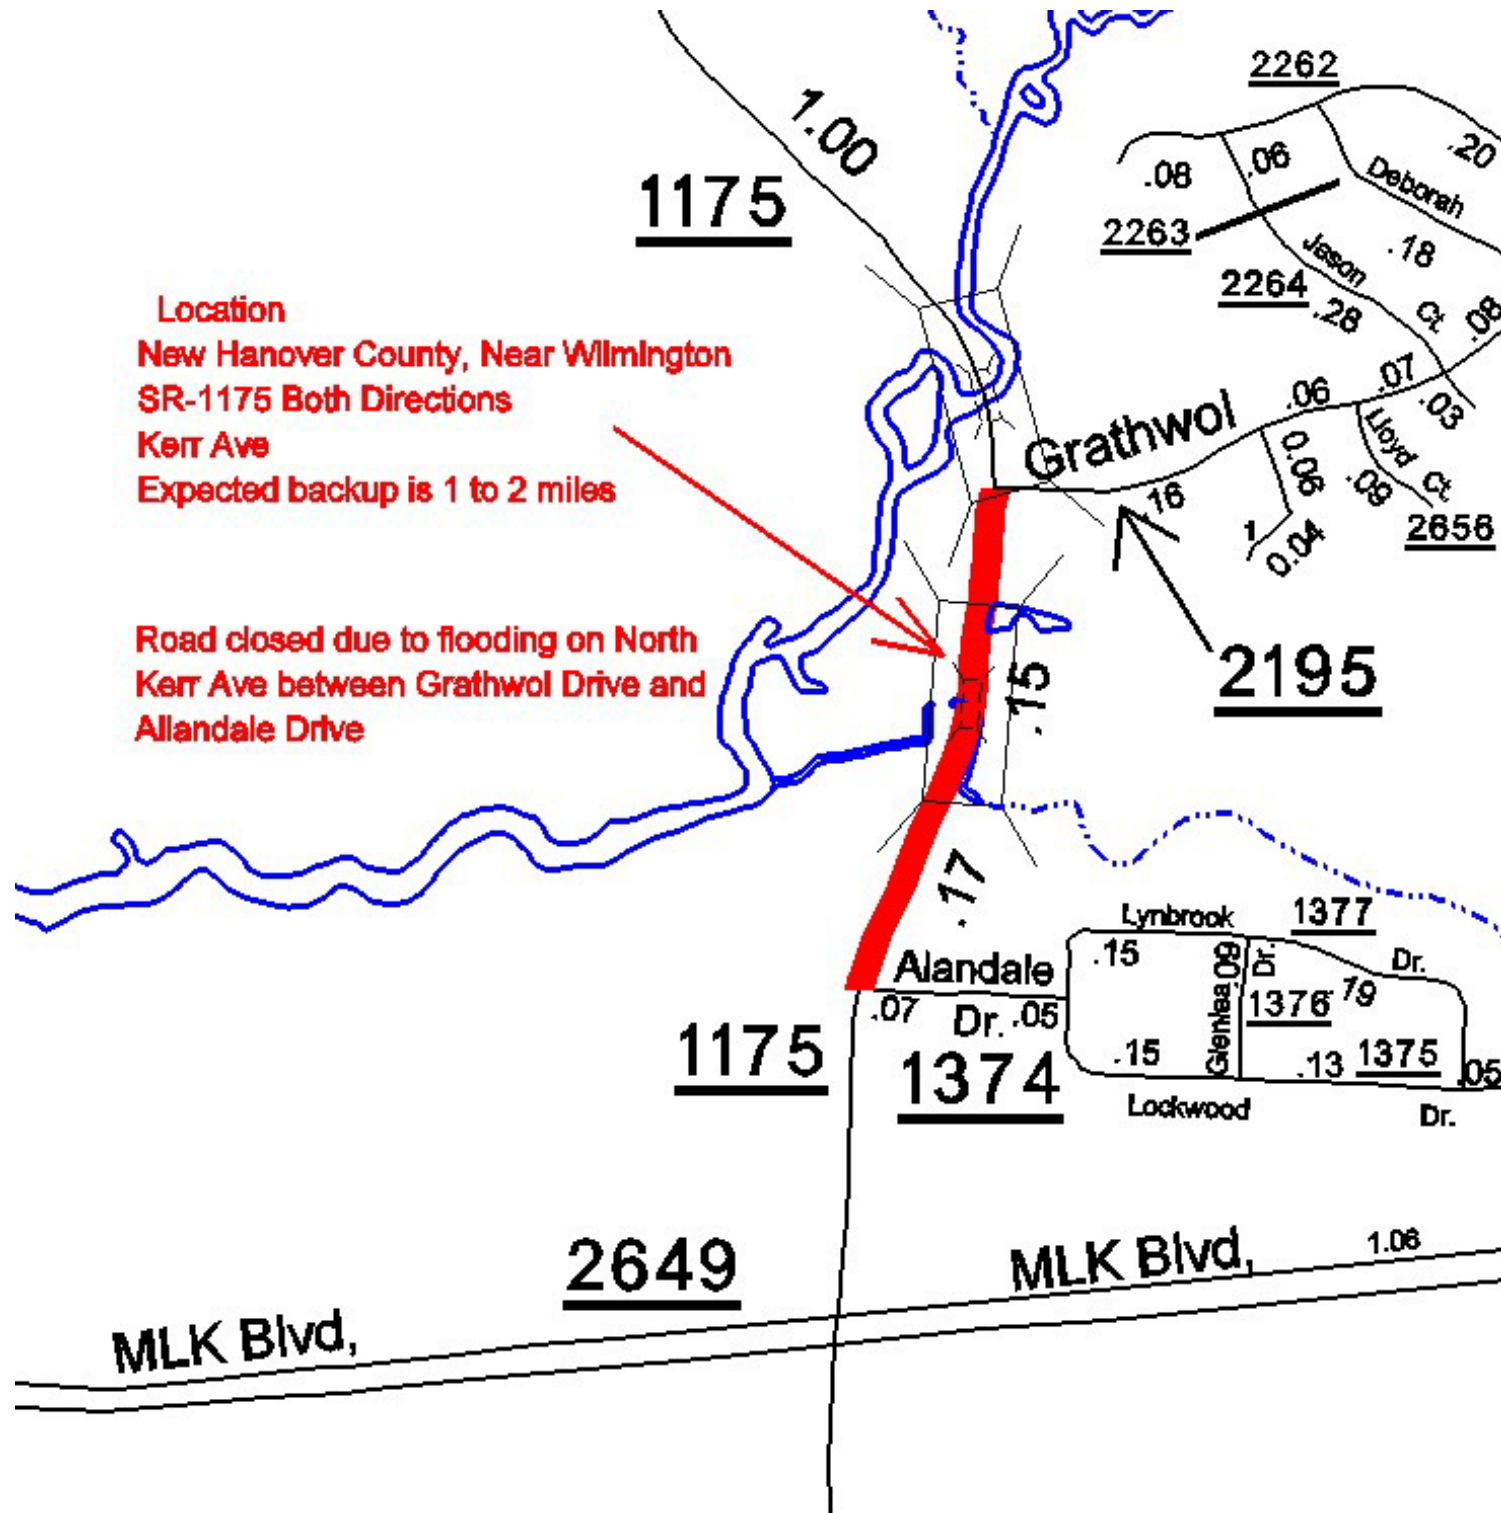 2262
1.00
.20
.06
.08
Deborah
1175
2263
.18
Jason
2264
.28
Ct.
.08
Location
New Hanover County, Near Wilmington
SR-1175 Both Directions
Kerr Ave
Expected backup is 1 to 2 miles
.07
.06
.03
Grathwol
Lloyd Ct.
0.06
.09
.16
2656
1
0.04
Road closed due to flooding on North
Kerr Ave between Grathwol Drive and
Allandale Drive
2195
.15
.17
Lynbrook
1377
Dr.
.15
.09
Dr.
Alandale
.19
Glenlea
1376
.07
Dr.
.05
1175
1374
.15
.13
1375
.05
Lockwood
Dr.
2649
MLK Blvd,
1.06
MLK Blvd,